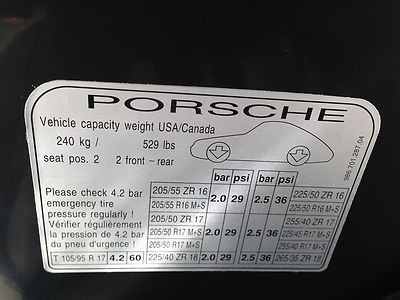 PORSCHE
Vehicle capacity weight USA/Canada
240 kg / 529 lbs
seat pos. 2 2 front - rear
986.701.287.04
bar psi bar psi
Please check 4.2 bar
emergency tire
pressure regularly !
Vérifier régulièrement
la pression de 4.2 bar
du pneu d'urgence !
T 105/95 R 17 4.2 60
205/55 ZR 16 2.0 29 2.5 36 225/50 ZR 16
205/55 R16 M+S 225/50 R16 M+S
205/50 ZR 17 2.0 29 2.5 36 255/40 ZR 17
205/50 R17 M+S 225/45 R17 M+S
205/50 R17 M+S 255/40 R17 M+S
225/40 ZR 18 2.0 29 2.5 36 265/35 ZR 18